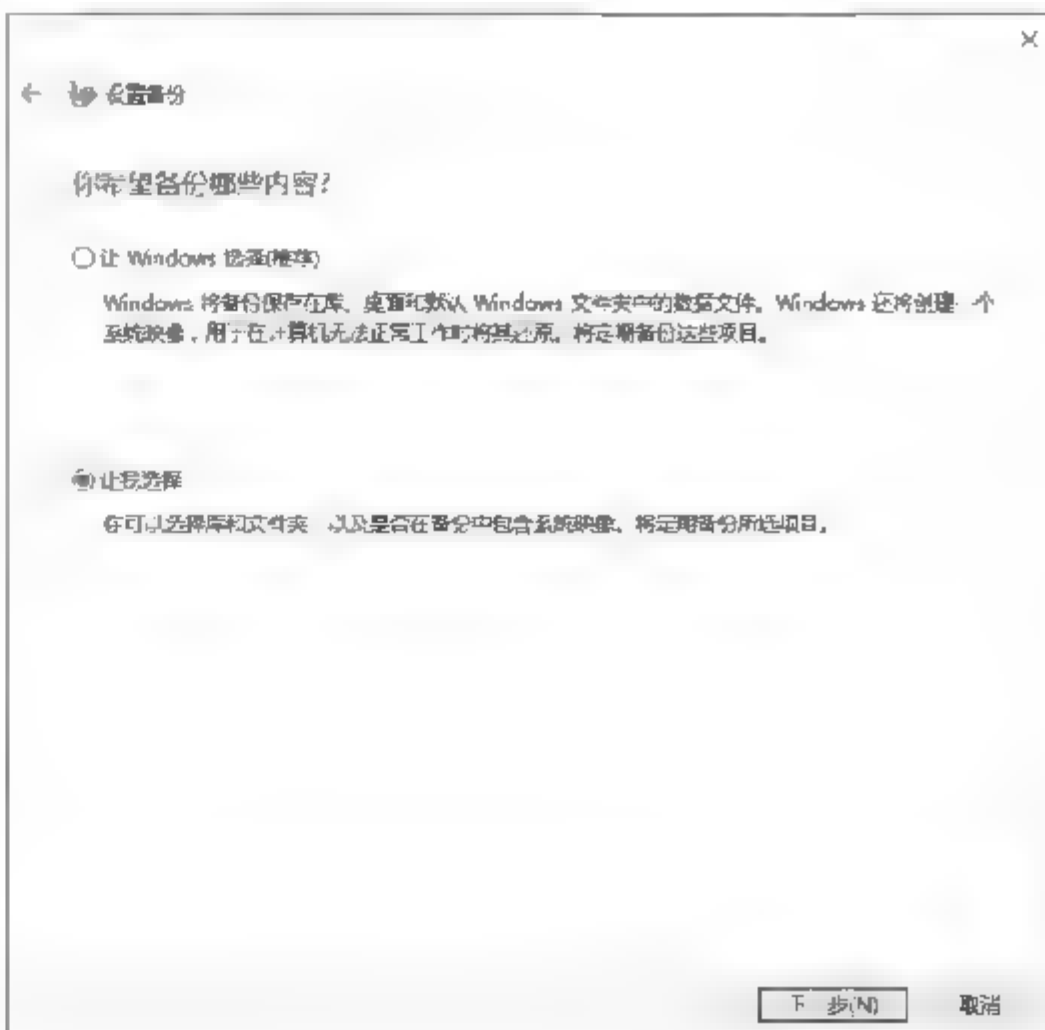 设置备份
你希望备份哪些内容?
让 Windows 选择(推荐)
Windows 将备份保存在库、桌面和默认 Windows 文件夹中的数据文件。Windows 还将创建一个
系统映像,用于在计算机无法正常工作时将其还原。将定期备份这些项目。
让我选择
你可以选择库和文件夹,以及是否在备份中包含系统映像。将定期备份所选项目。
下一步(N) 取消